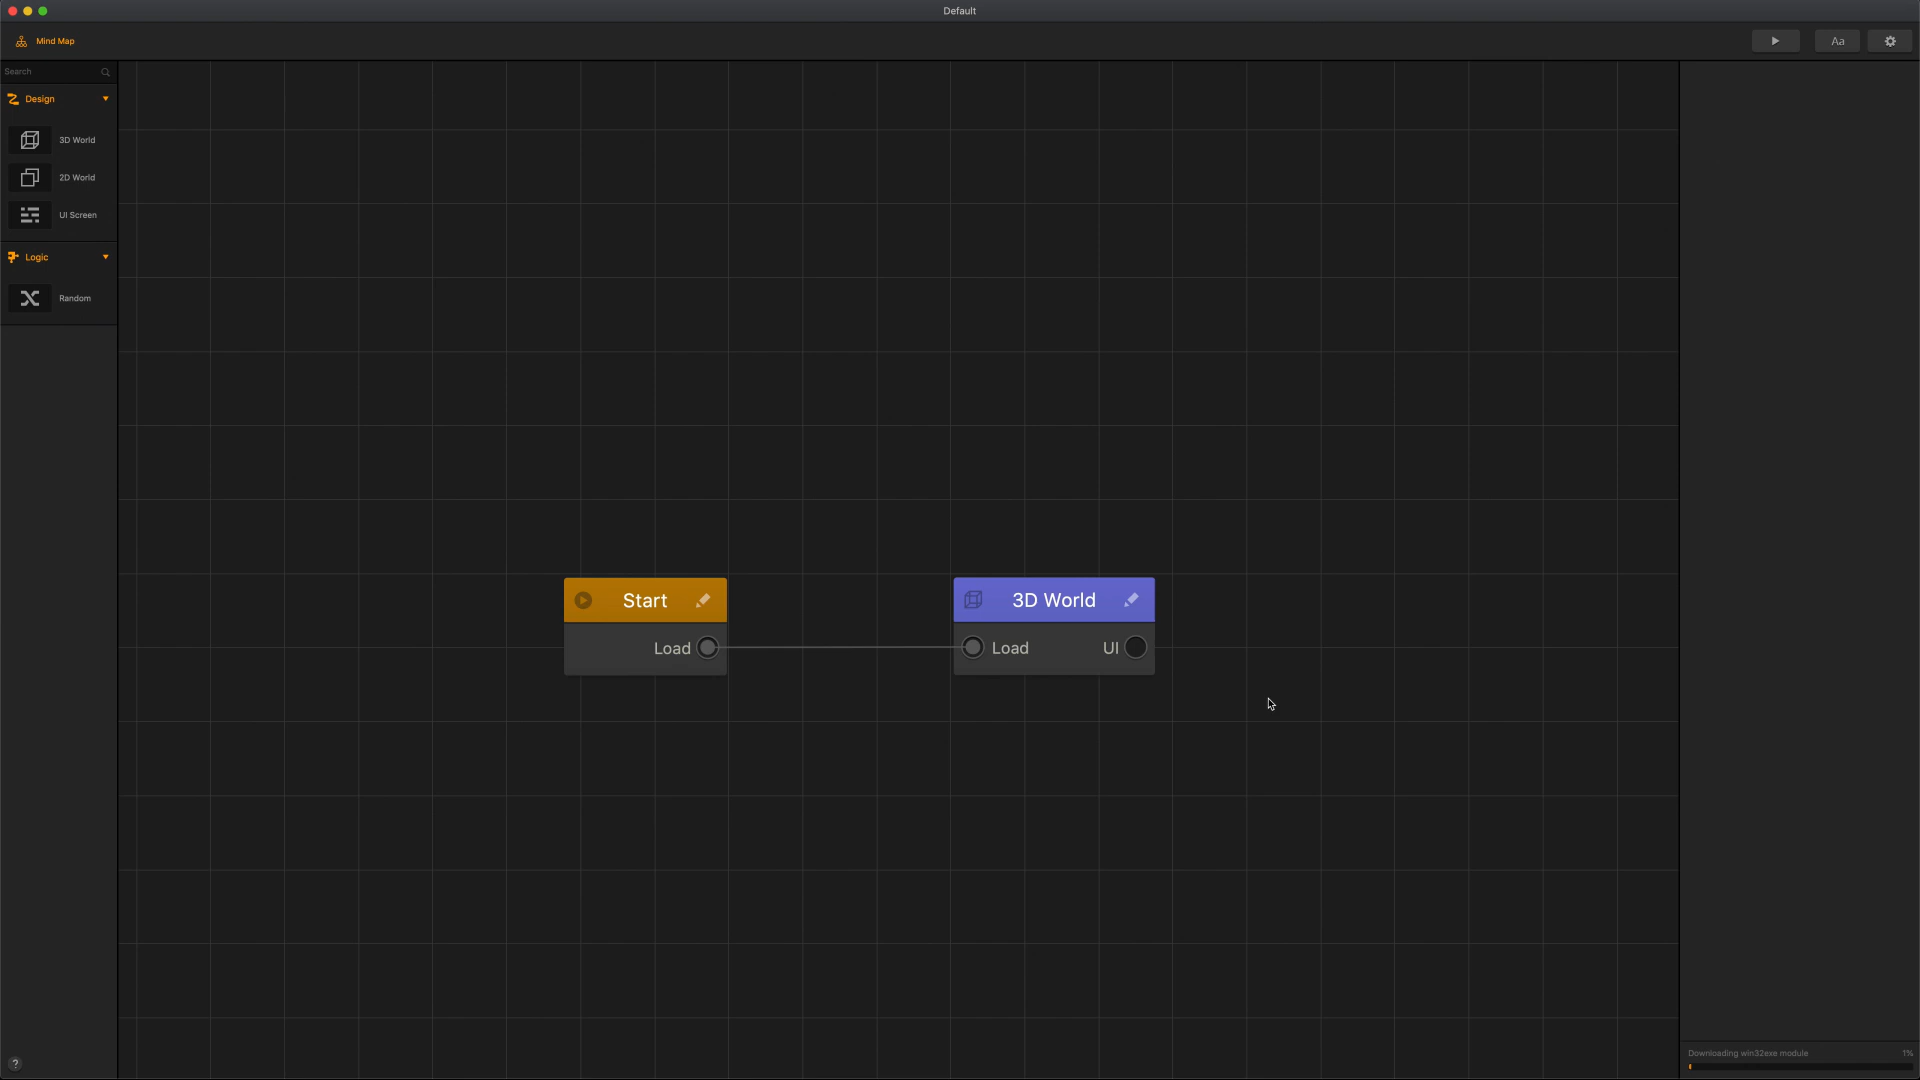 Default
Mind Map
Aa
Search
Design
3D World
2D World
UI Screen
Logic
Random
Start
Load
3D World
Load UI
?
Downloading win32exe module 1%